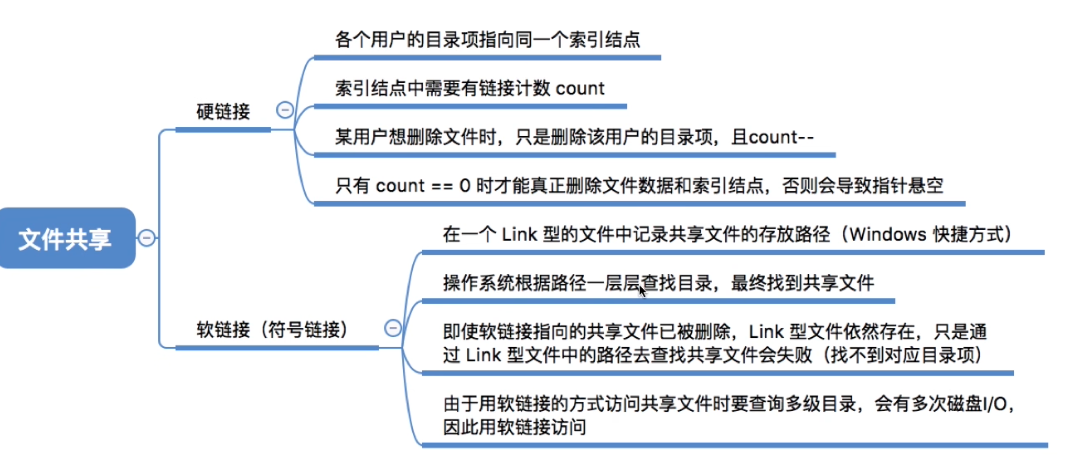 文件共享
硬链接
各个用户的目录项指向同一个索引结点
索引结点中需要有链接计数 count
某用户想删除文件时，只是删除该用户的目录项，且count--
只有 count == 0 时才能真正删除文件数据和索引结点，否则会导致指针悬空
软链接（符号链接）
在一个 Link 型的文件中记录共享文件的存放路径（Windows 快捷方式）
操作系统根据路径一层层查找目录，最终找到共享文件
即使软链接指向的共享文件已被删除，Link 型文件依然存在，只是通
过 Link 型文件中的路径去查找共享文件会失败（找不到对应目录项）
由于用软链接的方式访问共享文件时要查询多级目录，会有多次磁盘I/O，
因此用软链接访问